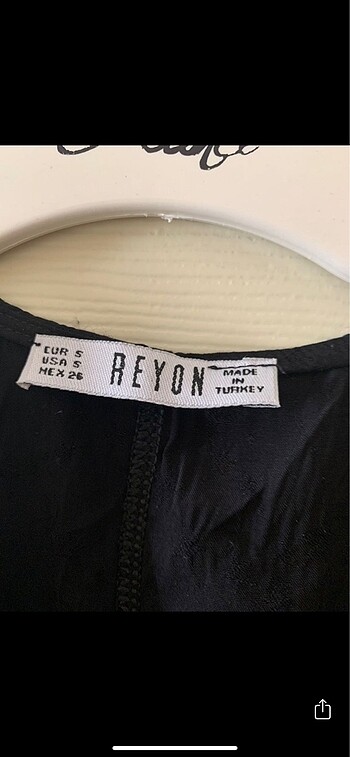 EUR S
USA S
MEX 26
REYON
MADE
IN
TURKEY